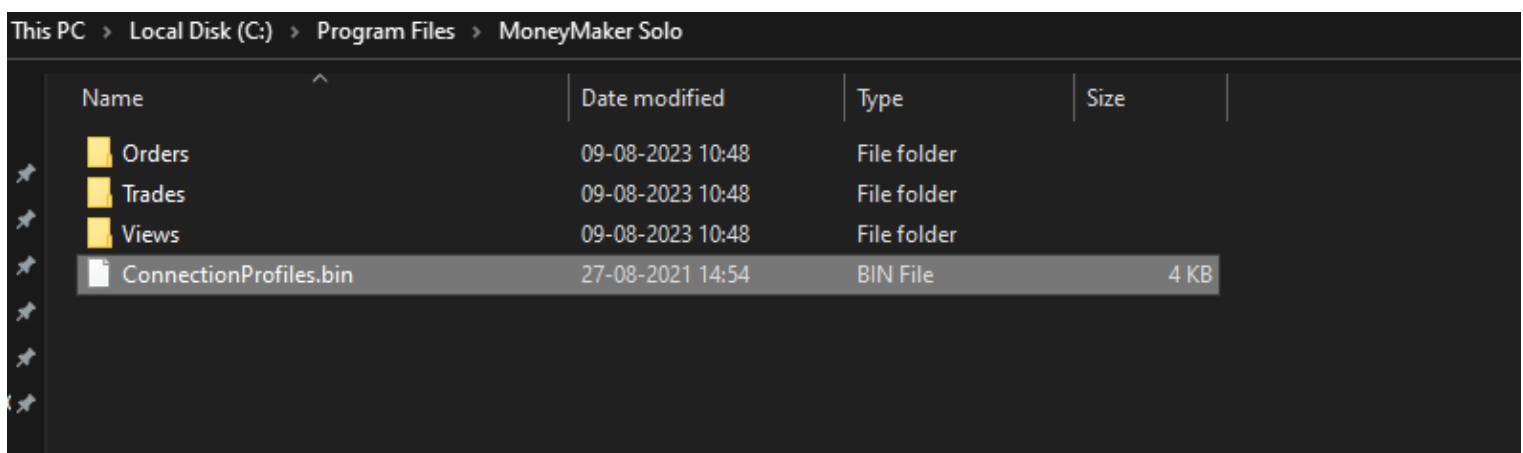 This PC > Local Disk (C:) > Program Files > MoneyMaker Solo
Name Date modified Type Size
Orders 09-08-2023 10:48 File folder
Trades 09-08-2023 10:48 File folder
Views 09-08-2023 10:48 File folder
ConnectionProfiles.bin 27-08-2021 14:54 BIN File 4 KB